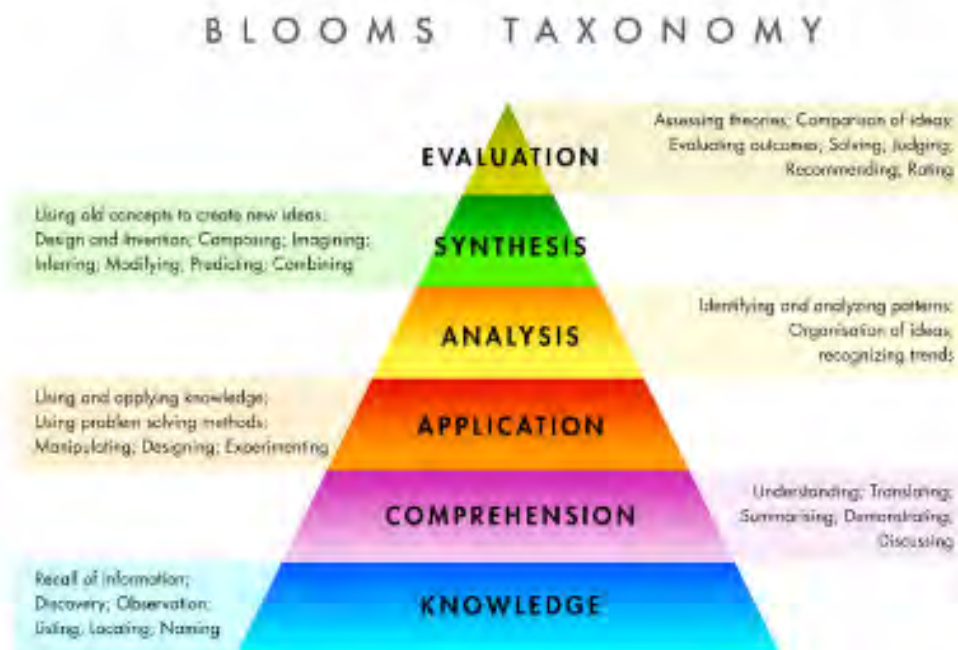 BLOOMS TAXONOMY
EVALUATION
Assessing theories; Comparison of ideas;
Evaluating outcomes; Solving; Judging;
Recommending; Rating
SYNTHESIS
Using old concepts to create new ideas;
Design and Invention; Composing; Imagining;
Inferring; Modifying; Predicting; Combining
ANALYSIS
Identifying and analyzing patterns;
Organisation of ideas;
recognizing trends
APPLICATION
Using and applying knowledge;
Using problem solving methods;
Manipulating; Designing; Experimenting
COMPREHENSION
Understanding; Translating;
Summarising; Demonstrating;
Discussing
KNOWLEDGE
Recall of information;
Discovery; Observation;
Listing; Locating; Naming